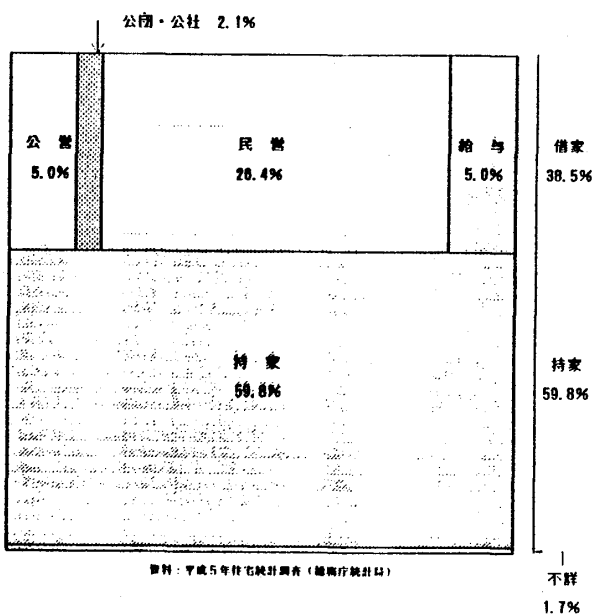 公団・公社 2.1%
公営
5.0%
民営
26.4%
給与
5.0%
借家
38.5%
持家
59.8%
持家
59.8%
資料：平成5年住宅統計調査（総務庁統計局）
不詳
1.7%